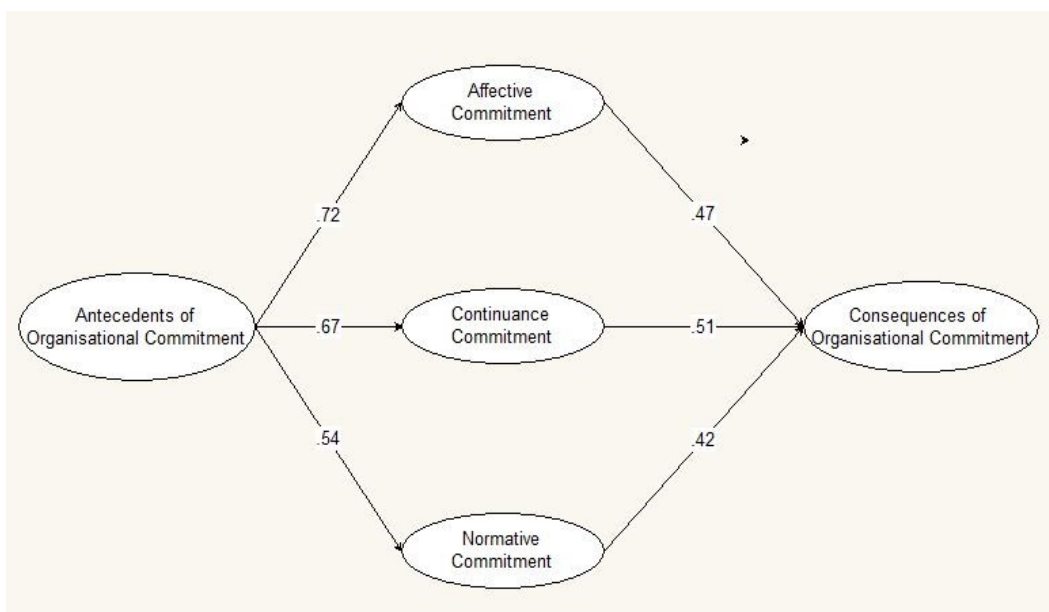 Affective
Commitment
.72
.47
Antecedents of
Organisational Commitment
.67
Continuance
Commitment
.51
Consequences of
Organisational Commitment
.54
.42
Normative
Commitment